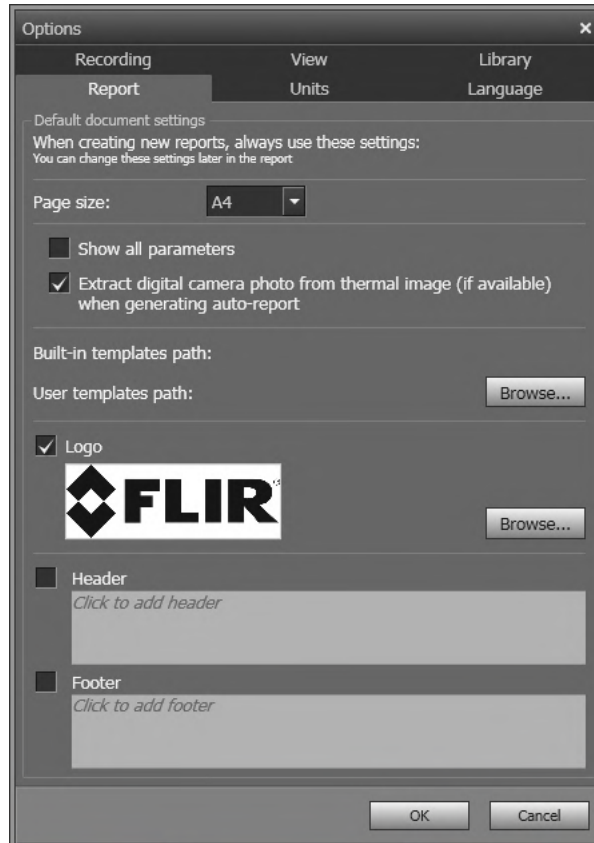 Options
Recording View Library
Report Units Language
Default document settings
When creating new reports, always use these settings:
You can change these settings later in the report
Page size: A4
Show all parameters
Extract digital camera photo from thermal image (if available)
when generating auto-report
Built-in templates path:
User templates path: Browse...
Logo
FLIR
Browse...
Header
Click to add header
Footer
Click to add footer
OK Cancel